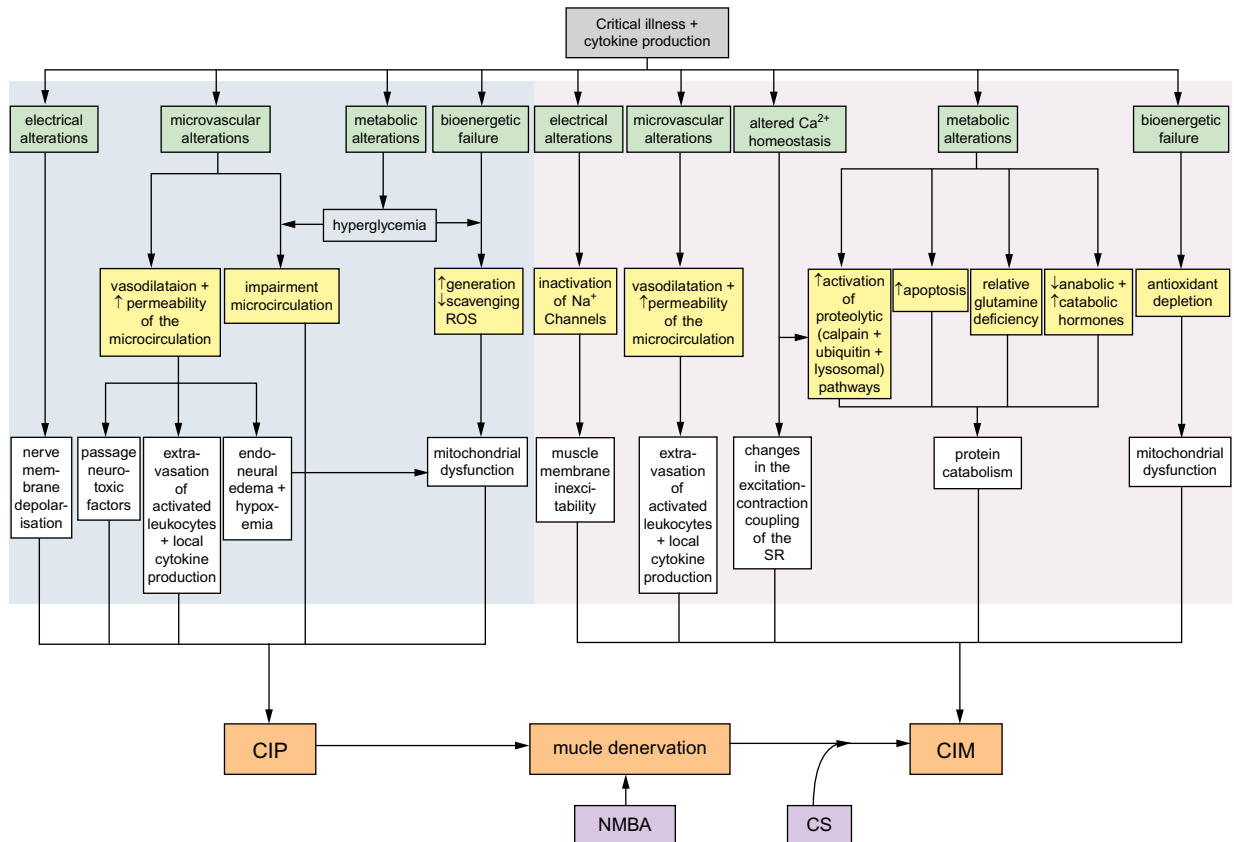 Critical illness +
cytokine production
electrical
alterations
microvascular
alterations
metabolic
alterations
bioenergetic
failure
electrical
alterations
microvascular
alterations
altered Ca²⁺
homeostasis
metabolic
alterations
bioenergetic
failure
hyperglycemia
vasodilataion +
↑ permeability
of the
microcirculation
impairment
microcirculation
↑generation
↓scavenging
ROS
inactivation
of Na⁺
Channels
vasodilatation +
↑permeability of
the microcirculation
↑activation
of
proteolytic
(calpain +
ubiquitin +
lysosomal)
pathways
↑apoptosis
relative
glutamine
deficiency
↓anabolic +
↑catabolic
hormones
antioxidant
depletion
nerve
mem-
brane
depolar-
isation
passage
neuro-
toxic
factors
extra-
vasation
of
activated
leukocytes
+ local
cytokine
production
endo-
neural
edema +
hypox-
emia
mitochondrial
dysfunction
muscle
membrane
inexci-
tability
extra-
vasation
of activated
leukocytes
+ local
cytokine
production
changes
in the
excitation-
contraction
coupling
of the
SR
protein
catabolism
mitochondrial
dysfunction
CIP
mucle denervation
CIM
NMBA
CS